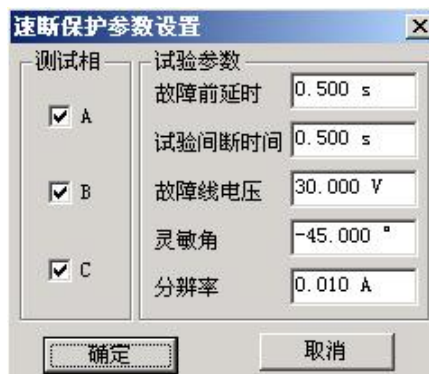 速断保护参数设置
测试相
A
B
C
试验参数
故障前延时 0.500 s
试验间断时间 0.500 s
故障线电压 30.000 V
灵敏角 -45.000 °
分辨率 0.010 A
确定 取消